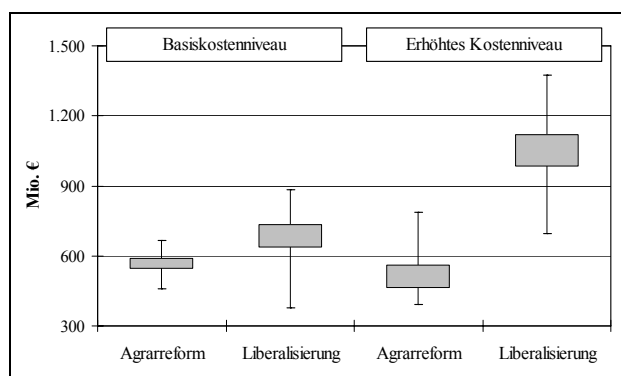 1.500
Basiskostenniveau
Erhöhtes Kostenniveau
1.200
Mio. €
900
600
300
Agrarreform
Liberalisierung
Agrarreform
Liberalisierung